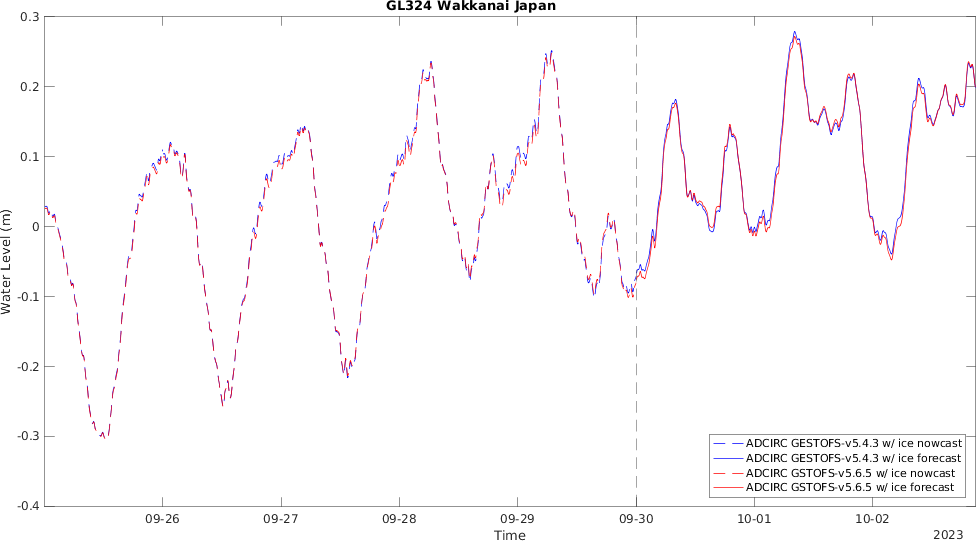 GL324 Wakkanai Japan
0.3
0.2
0.1
0
-0.1
-0.2
-0.3
-0.4
Water Level (m)
ADCIRC GESTOFS-v5.4.3 w/ ice nowcast
ADCIRC GESTOFS-v5.4.3 w/ ice forecast
ADCIRC GSTOFS-v5.6.5 w/ ice nowcast
ADCIRC GSTOFS-v5.6.5 w/ ice forecast
09-26
09-27
09-28
09-29
09-30
10-01
10-02
Time
2023